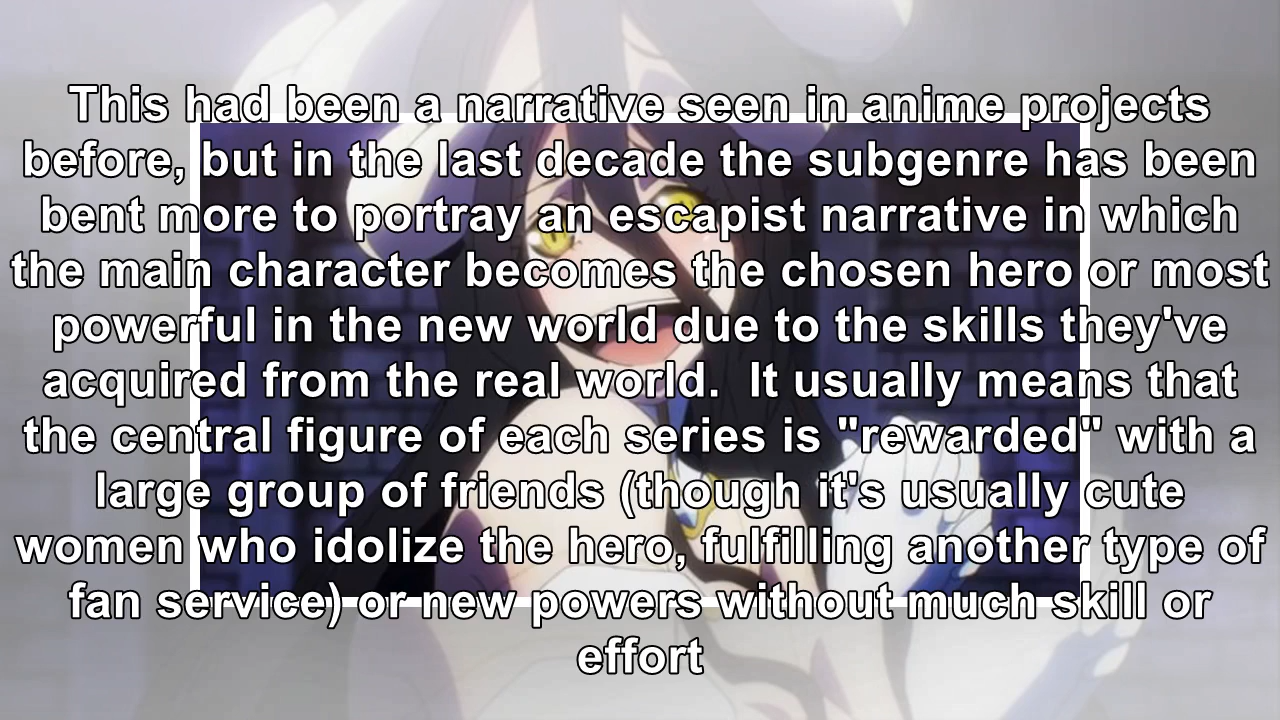 This had been a narrative seen in anime projects
before, but in the last decade the subgenre has been
bent more to portray an escapist narrative in which
the main character becomes the chosen hero or most
powerful in the new world due to the skills they've
acquired from the real world.  It usually means that
the central figure of each series is "rewarded" with a
large group of friends (though it's usually cute
women who idolize the hero, fulfilling another type of
fan service) or new powers without much skill or
effort